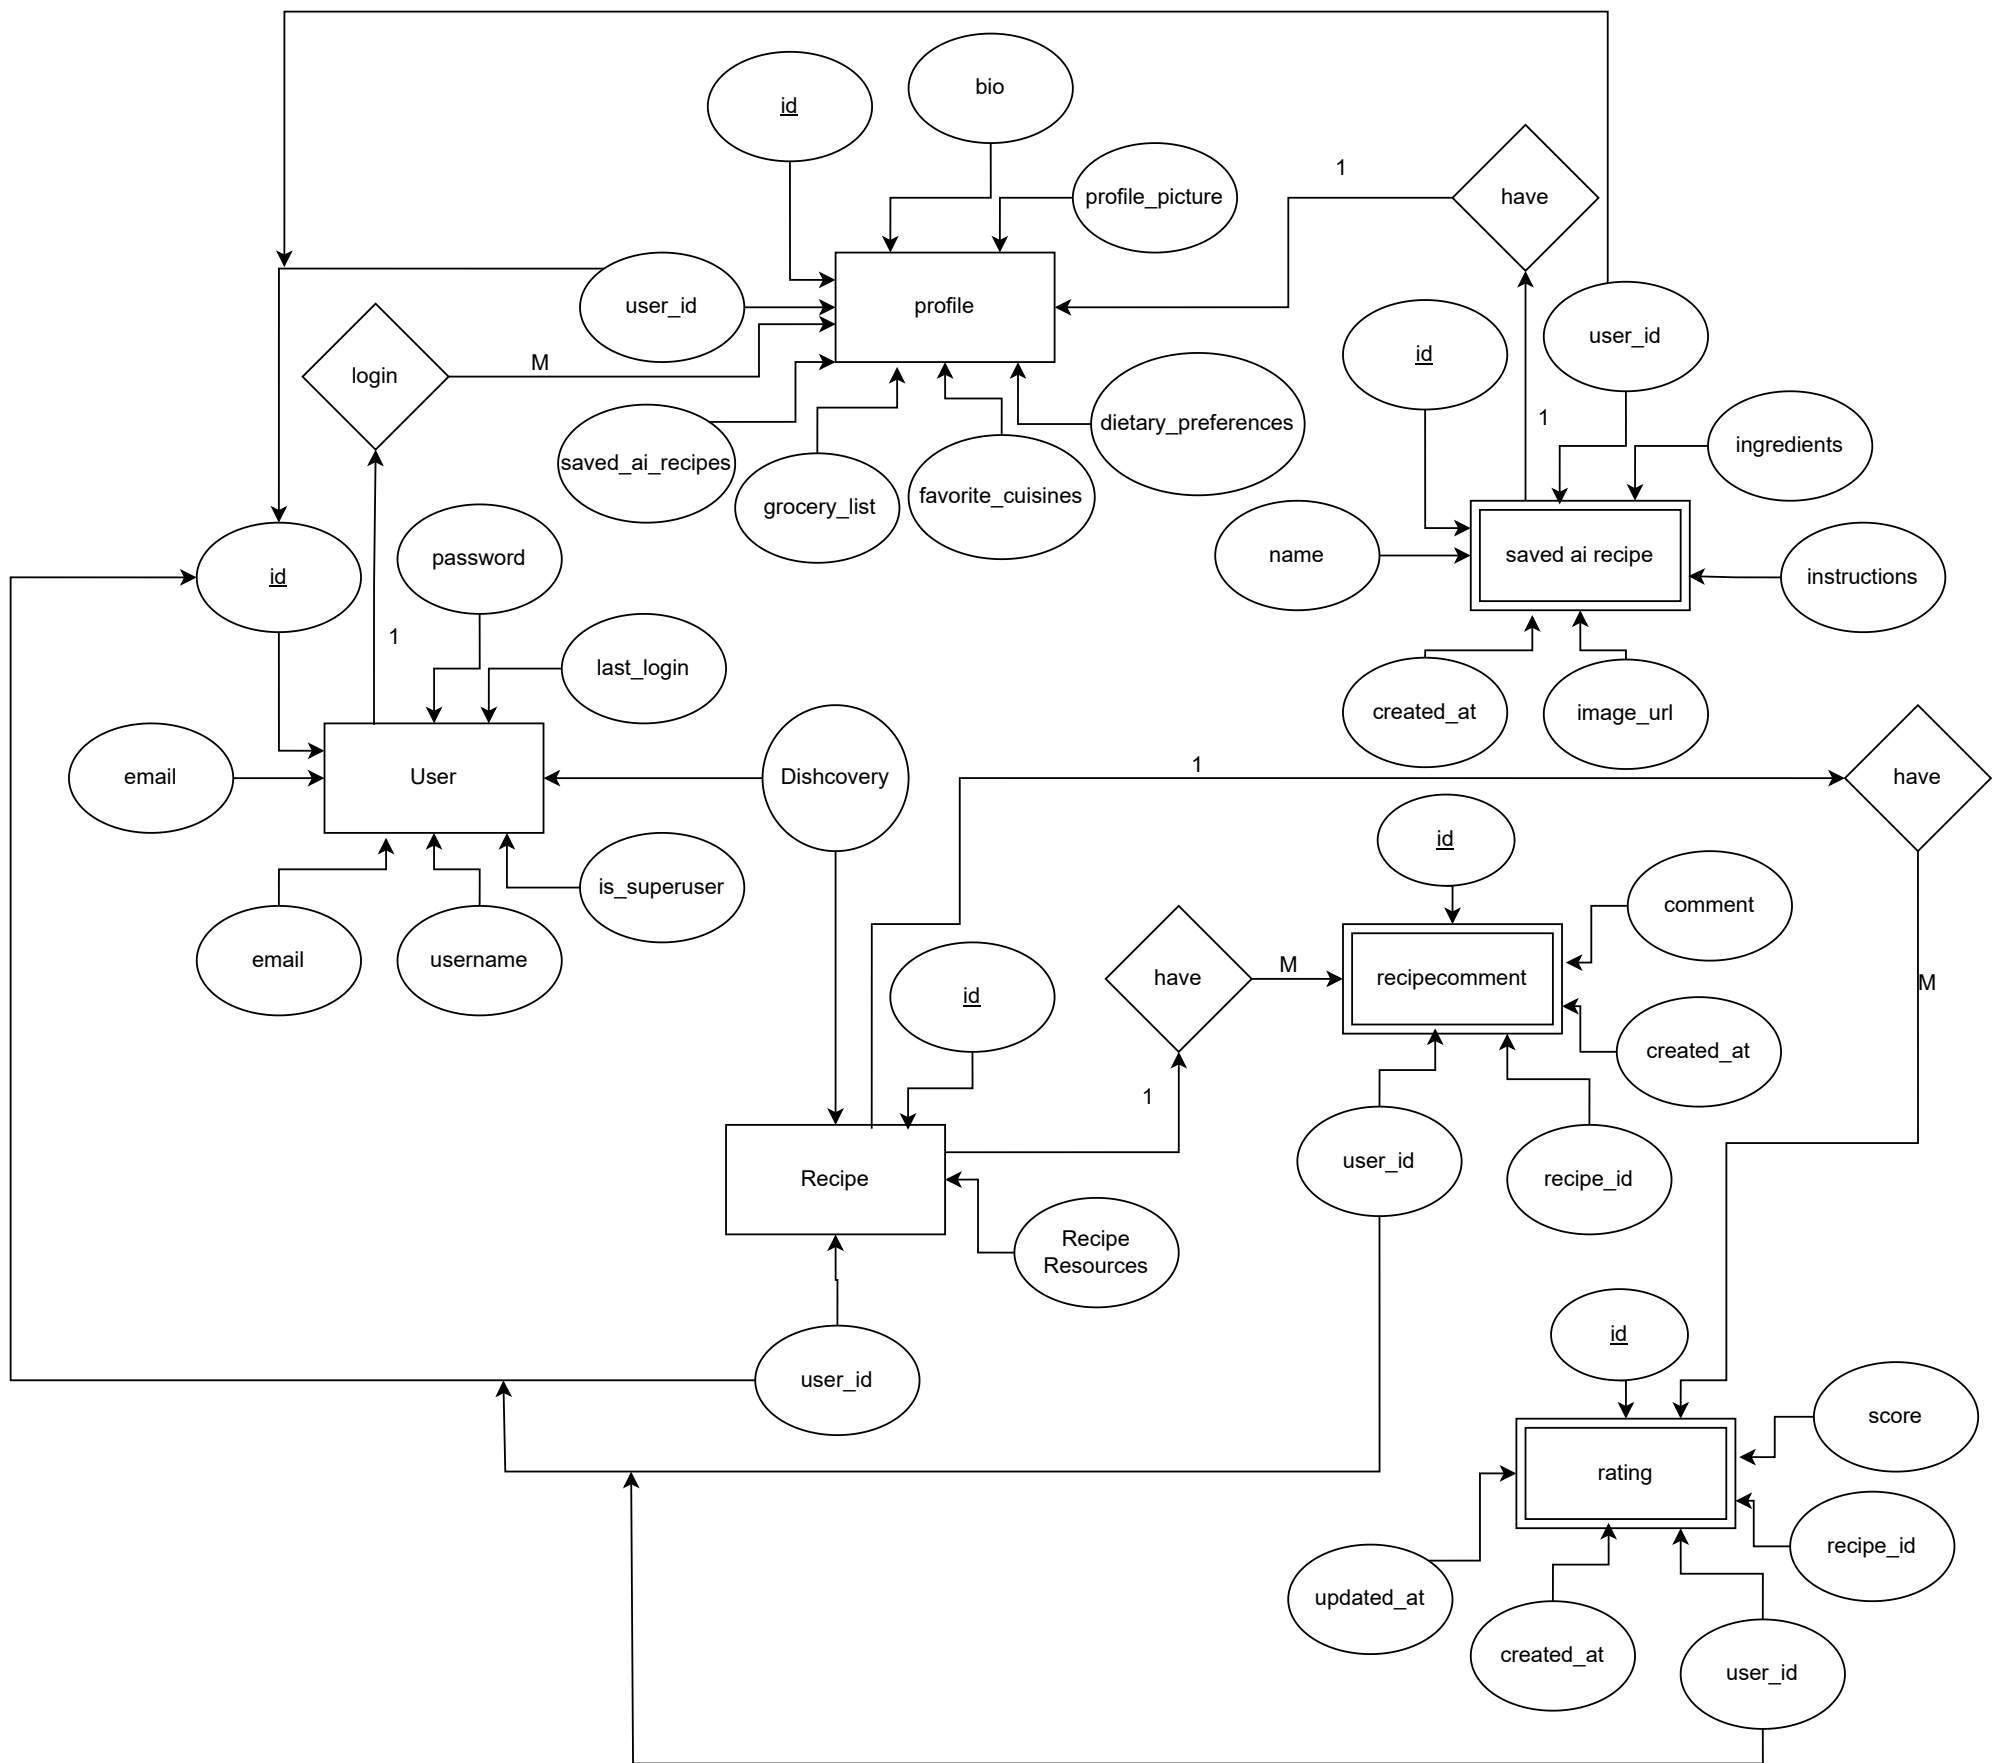 bio
id
1
have
profile_picture
user_id
profile
user_id
id
login
M
1
dietary_preferences
ingredients
saved_ai_recipes
favorite_cuisines
grocery_list
name
saved ai recipe
instructions
password
id
1
last_login
created_at
image_url
1
email
User
Dishcovery
have
id
is_superuser
comment
email
username
id
have
M
recipecomment
M
created_at
1
user_id
recipe_id
Recipe
Recipe
Resources
id
user_id
score
rating
recipe_id
updated_at
created_at
user_id